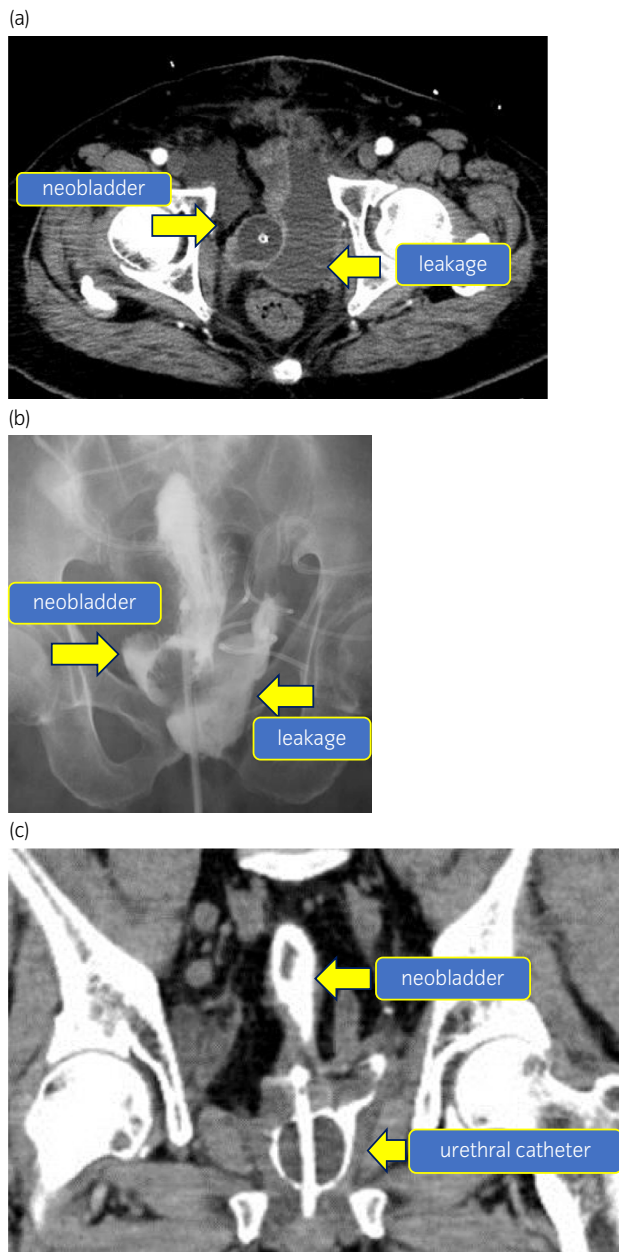 (a)
neobladder
leakage
(b)
neobladder
leakage
(c)
neobladder
urethral catheter